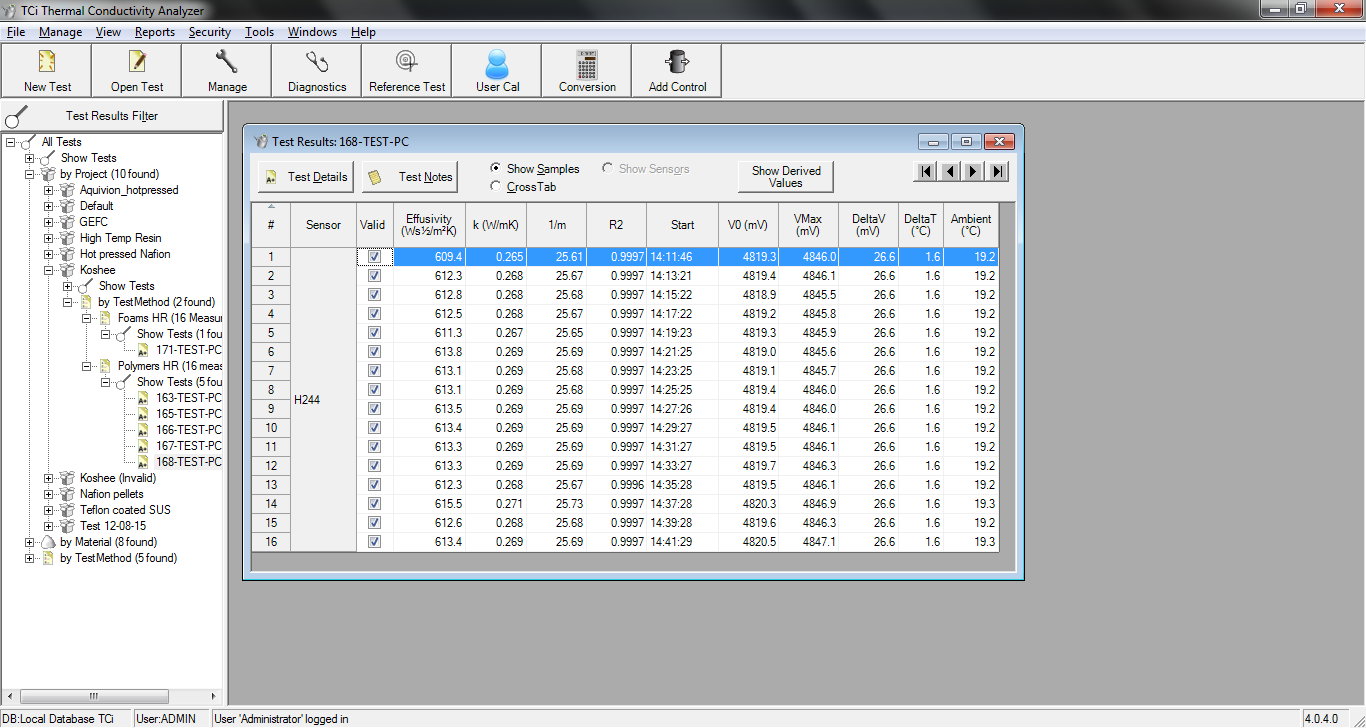 TCi Thermal Conductivity Analyzer
File Manage View Reports Security Tools Windows Help
New Test Open Test Manage Diagnostics Reference Test User Cal Conversion Add Control
Test Results Filter
All Tests
Show Tests
by Project (10 found)
Aquivion_hotpressed
Default
GEFC
High Temp Resin
Hot pressed Nafion
Koshee
Show Tests
by TestMethod (2 found)
Foams HR (16 Measur
Show Tests (1 fou
171-TEST-PC
Polymers HR (16 meas
Show Tests (5 fou
163-TEST-PC
165-TEST-PC
166-TEST-PC
167-TEST-PC
168-TEST-PC
Koshee (Invalid)
Nafion pellets
Teflon coated SUS
Test 12-08-15
by Material (8 found)
by TestMethod (5 found)
Test Results: 168-TEST-PC
Test Details Test Notes Show Samples Show Sensors
CrossTab
Show Derived
Values
# Sensor Valid Effusivity (Ws½/m²K) k (W/mK) 1/m R2 Start V0 (mV) VMax (mV) DeltaV (mV) DeltaT (°C) Ambient (°C)
1 609.4 0.265 25.61 0.9997 14:11:46 4819.3 4846.0 26.6 1.6 19.2
2 612.3 0.268 25.67 0.9997 14:13:21 4819.4 4846.1 26.6 1.6 19.2
3 612.8 0.268 25.68 0.9997 14:15:22 4818.9 4845.5 26.6 1.6 19.2
4 612.5 0.268 25.67 0.9997 14:17:22 4819.2 4845.8 26.6 1.6 19.2
5 611.3 0.267 25.65 0.9997 14:19:23 4819.3 4845.9 26.6 1.6 19.2
6 613.8 0.269 25.69 0.9997 14:21:25 4819.0 4845.6 26.6 1.6 19.2
7 613.1 0.269 25.68 0.9997 14:23:25 4819.1 4845.7 26.6 1.6 19.2
8 613.1 0.268 25.68 0.9997 14:25:25 4819.4 4846.0 26.6 1.6 19.2
H244
9 613.5 0.269 25.69 0.9997 14:27:26 4819.4 4846.0 26.6 1.6 19.2
10 613.4 0.269 25.69 0.9997 14:29:27 4819.5 4846.1 26.6 1.6 19.2
11 613.3 0.269 25.69 0.9997 14:31:27 4819.5 4846.1 26.6 1.6 19.2
12 613.3 0.269 25.69 0.9997 14:33:27 4819.7 4846.3 26.6 1.6 19.2
13 612.3 0.268 25.67 0.9996 14:35:28 4819.5 4846.1 26.6 1.6 19.2
14 615.5 0.271 25.73 0.9997 14:37:28 4820.3 4846.9 26.6 1.6 19.3
15 612.6 0.268 25.68 0.9997 14:39:28 4819.6 4846.3 26.6 1.6 19.2
16 613.4 0.269 25.69 0.9997 14:41:29 4820.5 4847.1 26.6 1.6 19.3
DB:Local Database TCi User:ADMIN User 'Administrator' logged in 4.0.4.0